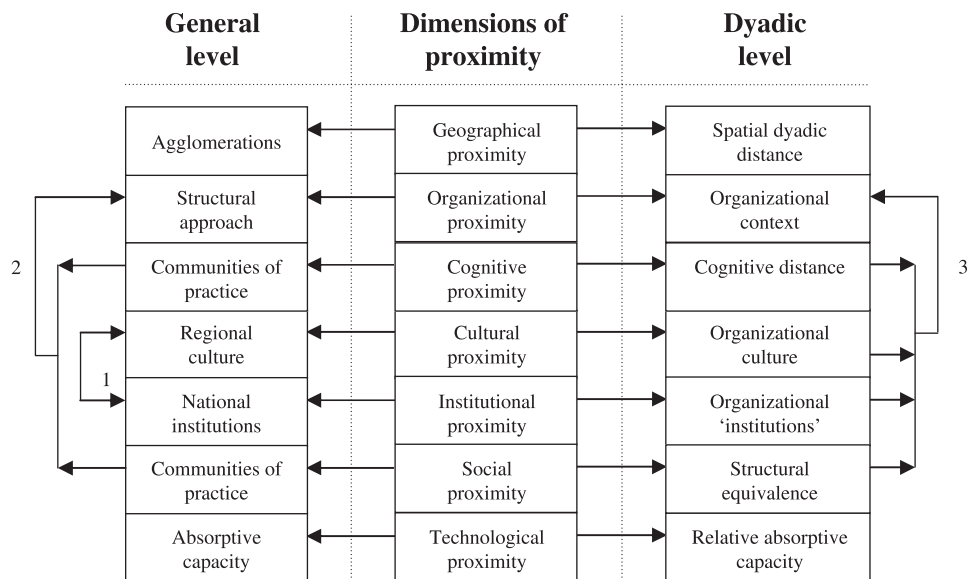 General
level
Dimensions of
proximity
Dyadic
level
Agglomerations
Geographical
proximity
Spatial dyadic
distance
Structural
approach
Organizational
proximity
Organizational
context
2
Communities of
practice
Cognitive
proximity
Cognitive distance
3
Regional
culture
Cultural
proximity
Organizational
culture
1
National
institutions
Institutional
proximity
Organizational
‘institutions’
Communities of
practice
Social
proximity
Structural
equivalence
Absorptive
capacity
Technological
proximity
Relative absorptive
capacity